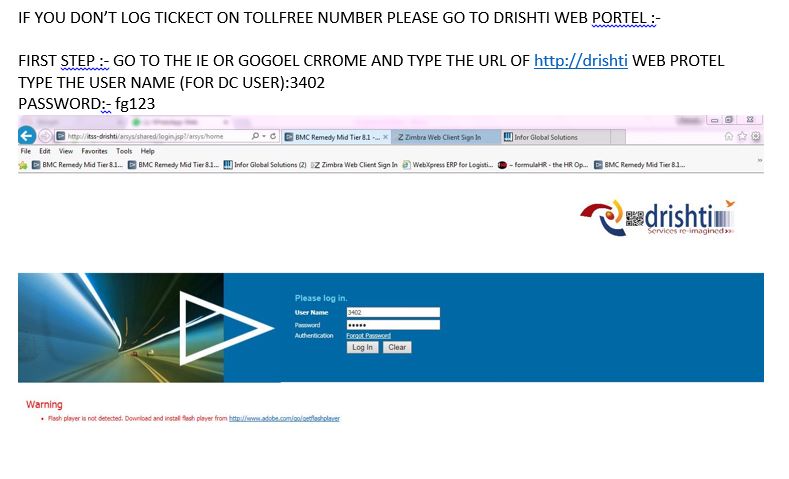 IF YOU DON'T LOG TICKECT ON TOLLFREE NUMBER PLEASE GO TO DRISHTI WEB PORTEL :-
FIRST STEP :- GO TO THE IE OR GOGOEL CRROME AND TYPE THE URL OF http://drishti WEB PROTEL
TYPE THE USER NAME (FOR DC USER):3402
PASSWORD:- fg123
http://itss-drishti/arsys/shared/login.jsp?/arsys/home
BMC Remedy Mid Tier 8.1 -...
Z Zimbra Web Client Sign In
Infor Global Solutions
File Edit View Favorites Tools Help
BMC Remedy Mid Tier 8.1... BMC Remedy Mid Tier 8.1... Infor Global Solutions (2) Z Zimbra Web Client Sign In WebXpress ERP for Logisti... - formulaHR - the HR Op... BMC Remedy Mid Tier 8.1...
drishti
Services re-imagined
Please log in.
User Name 3402
Password •••••
Authentication Forgot Password
Log In Clear
Warning
• Flash player is not detected. Download and install flash player from http://www.adobe.com/go/getflashplayer